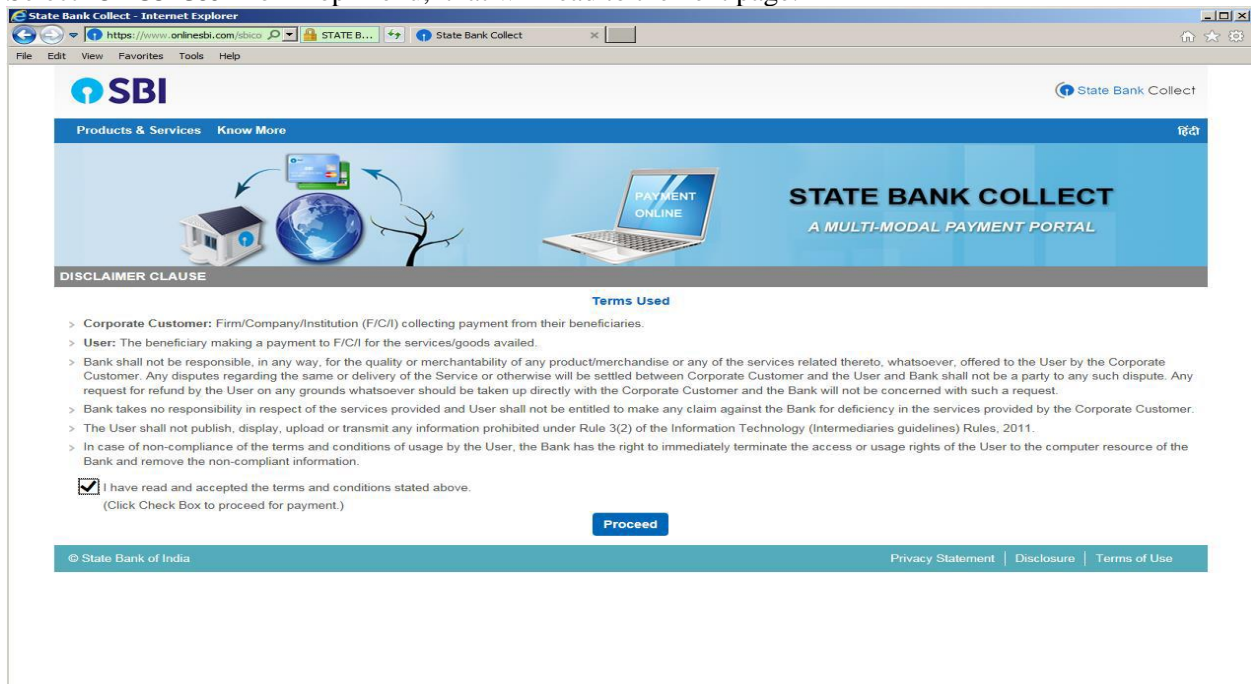 State Bank Collect - Internet Explorer
https://www.onlinesbi.com/sbico
STATE B...
State Bank Collect
File Edit View Favorites Tools Help
SBI
State Bank Collect
Products & Services Know More
हिंदी
PAYMENT
ONLINE
STATE BANK COLLECT
A MULTI-MODAL PAYMENT PORTAL
DISCLAIMER CLAUSE
Terms Used
> Corporate Customer: Firm/Company/Institution (F/C/I) collecting payment from their beneficiaries.
> User: The beneficiary making a payment to F/C/I for the services/goods availed.
> Bank shall not be responsible, in any way, for the quality or merchantability of any product/merchandise or any of the services related thereto, whatsoever, offered to the User by the Corporate
Customer. Any disputes regarding the same or delivery of the Service or otherwise will be settled between Corporate Customer and the User and Bank shall not be a party to any such dispute. Any
request for refund by the User on any grounds whatsoever should be taken up directly with the Corporate Customer and the Bank will not be concerned with such a request.
> Bank takes no responsibility in respect of the services provided and User shall not be entitled to make any claim against the Bank for deficiency in the services provided by the Corporate Customer.
> The User shall not publish, display, upload or transmit any information prohibited under Rule 3(2) of the Information Technology (Intermediaries guidelines) Rules, 2011.
> In case of non-compliance of the terms and conditions of usage by the User, the Bank has the right to immediately terminate the access or usage rights of the User to the computer resource of the
Bank and remove the non-compliant information.
I have read and accepted the terms and conditions stated above.
(Click Check Box to proceed for payment.)
Proceed
© State Bank of India
Privacy Statement | Disclosure | Terms of Use